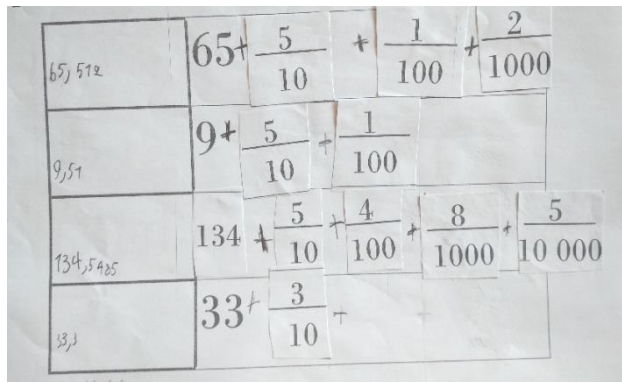 65,512 65 + 5/10 + 1/100 + 2/1000
9,51 9 + 5/10 + 1/100
134,5485 134 + 5/10 + 4/100 + 8/1000 + 5/10 000
33,3 33 + 3/10 +